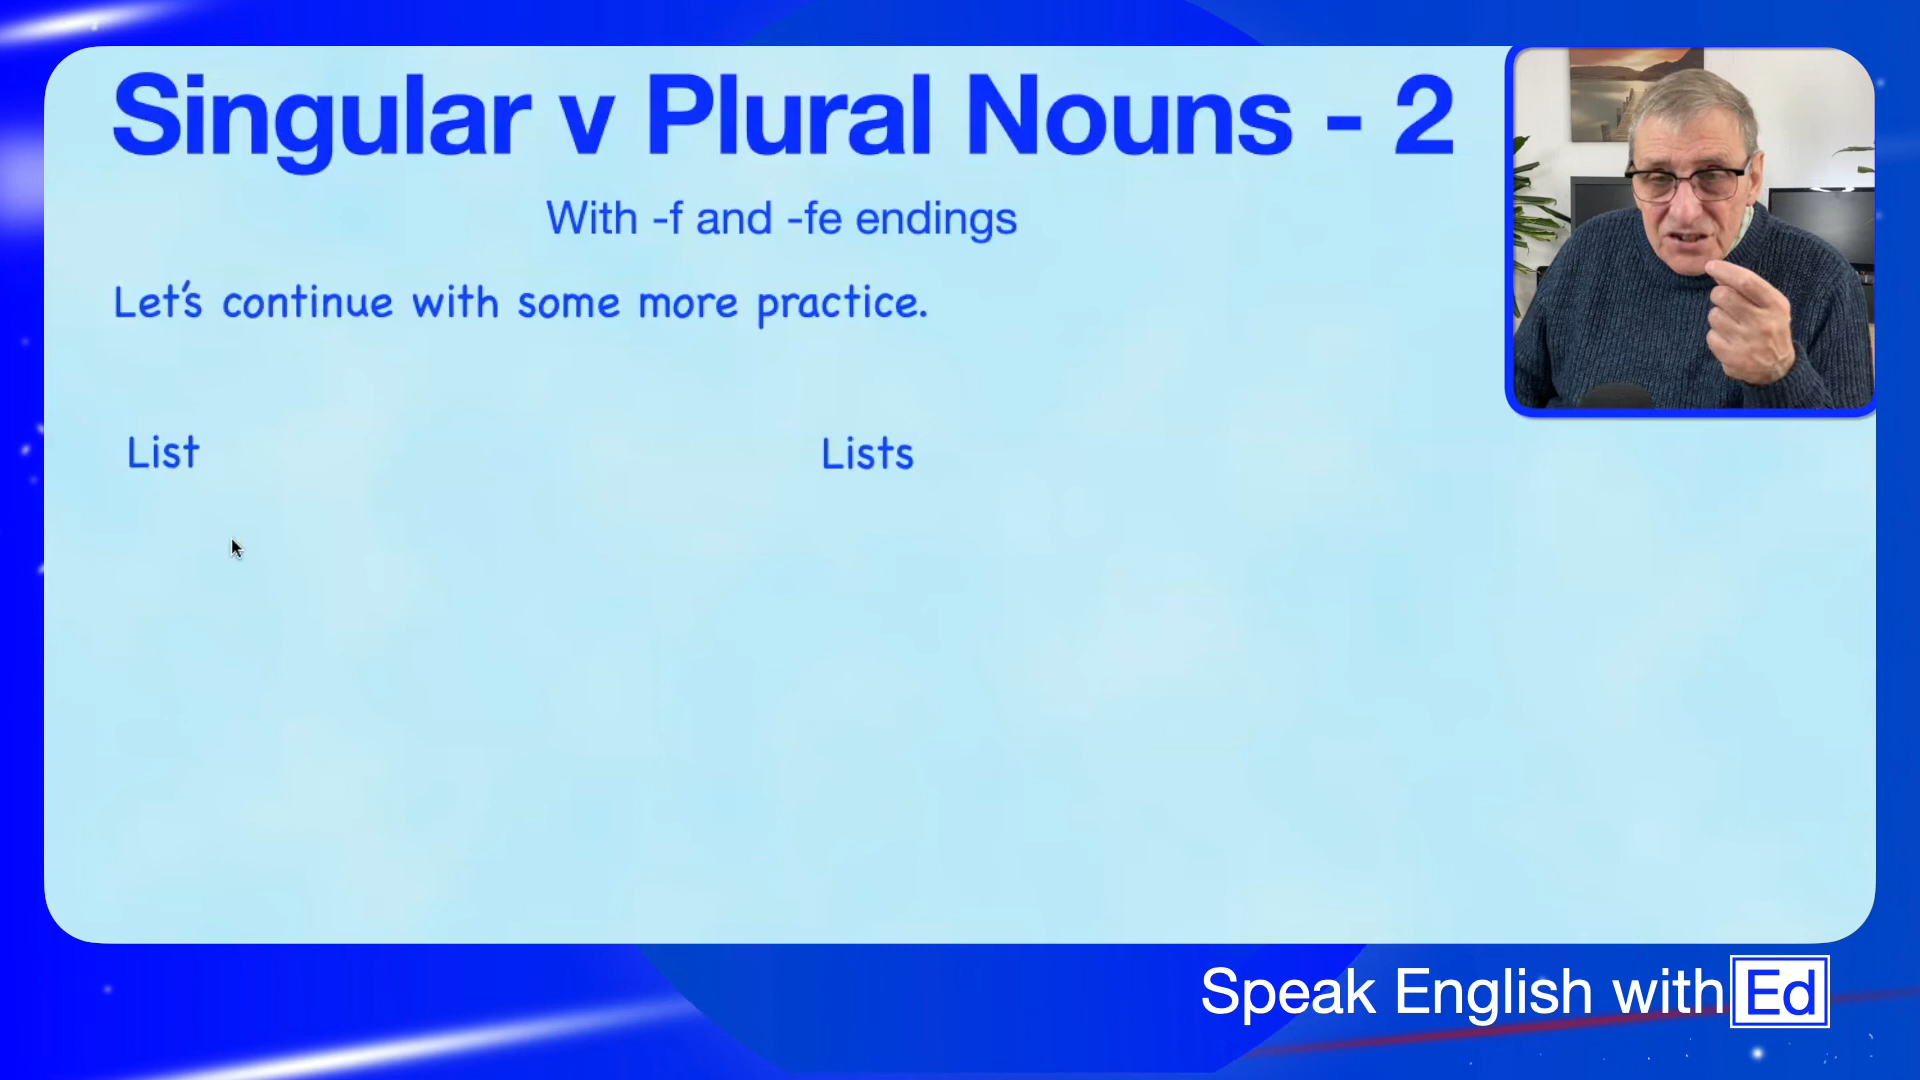 Singular v Plural Nouns - 2
With -f and -fe endings
Let's continue with some more practice.
List
Lists
Speak English with Ed